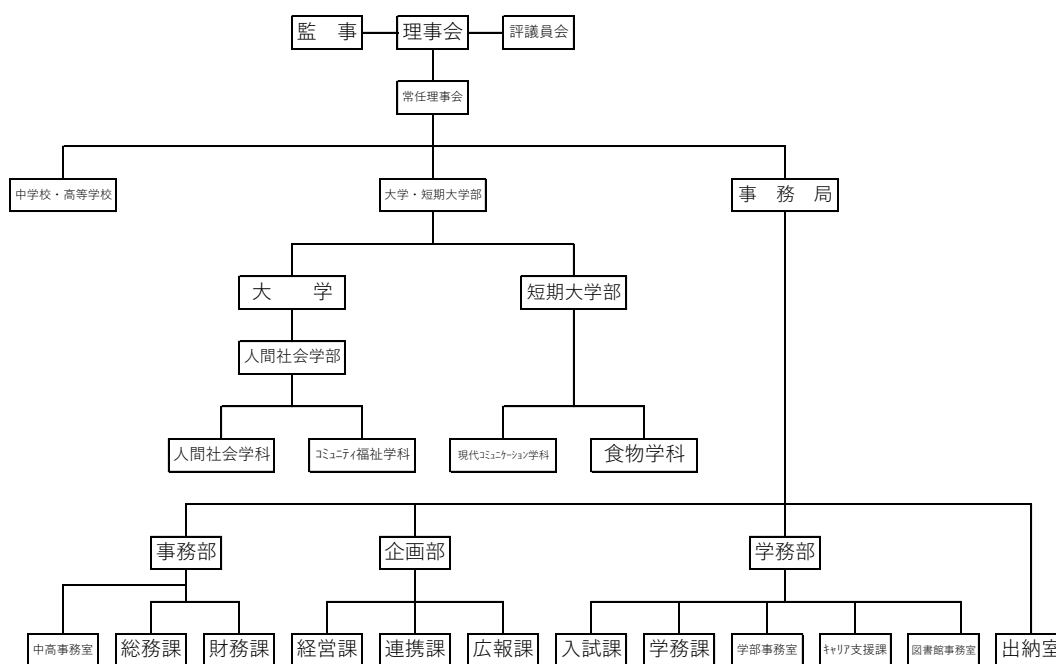 監　事
理事会
評議員会
常任理事会
中学校・高等学校
大学・短期大学部
事　務　局
大　　学
短期大学部
人間社会学部
人間社会学科
ｺﾐｭﾆﾃｨ福祉学科
現代ｺﾐｭﾆｹｰｼｮﾝ学科
食物学科
事務部
企画部
学務部
中高事務室
総務課
財務課
経営課
連携課
広報課
入試課
学務課
学部事務室
ｷｬﾘｱ支援課
図書館事務室
出納室